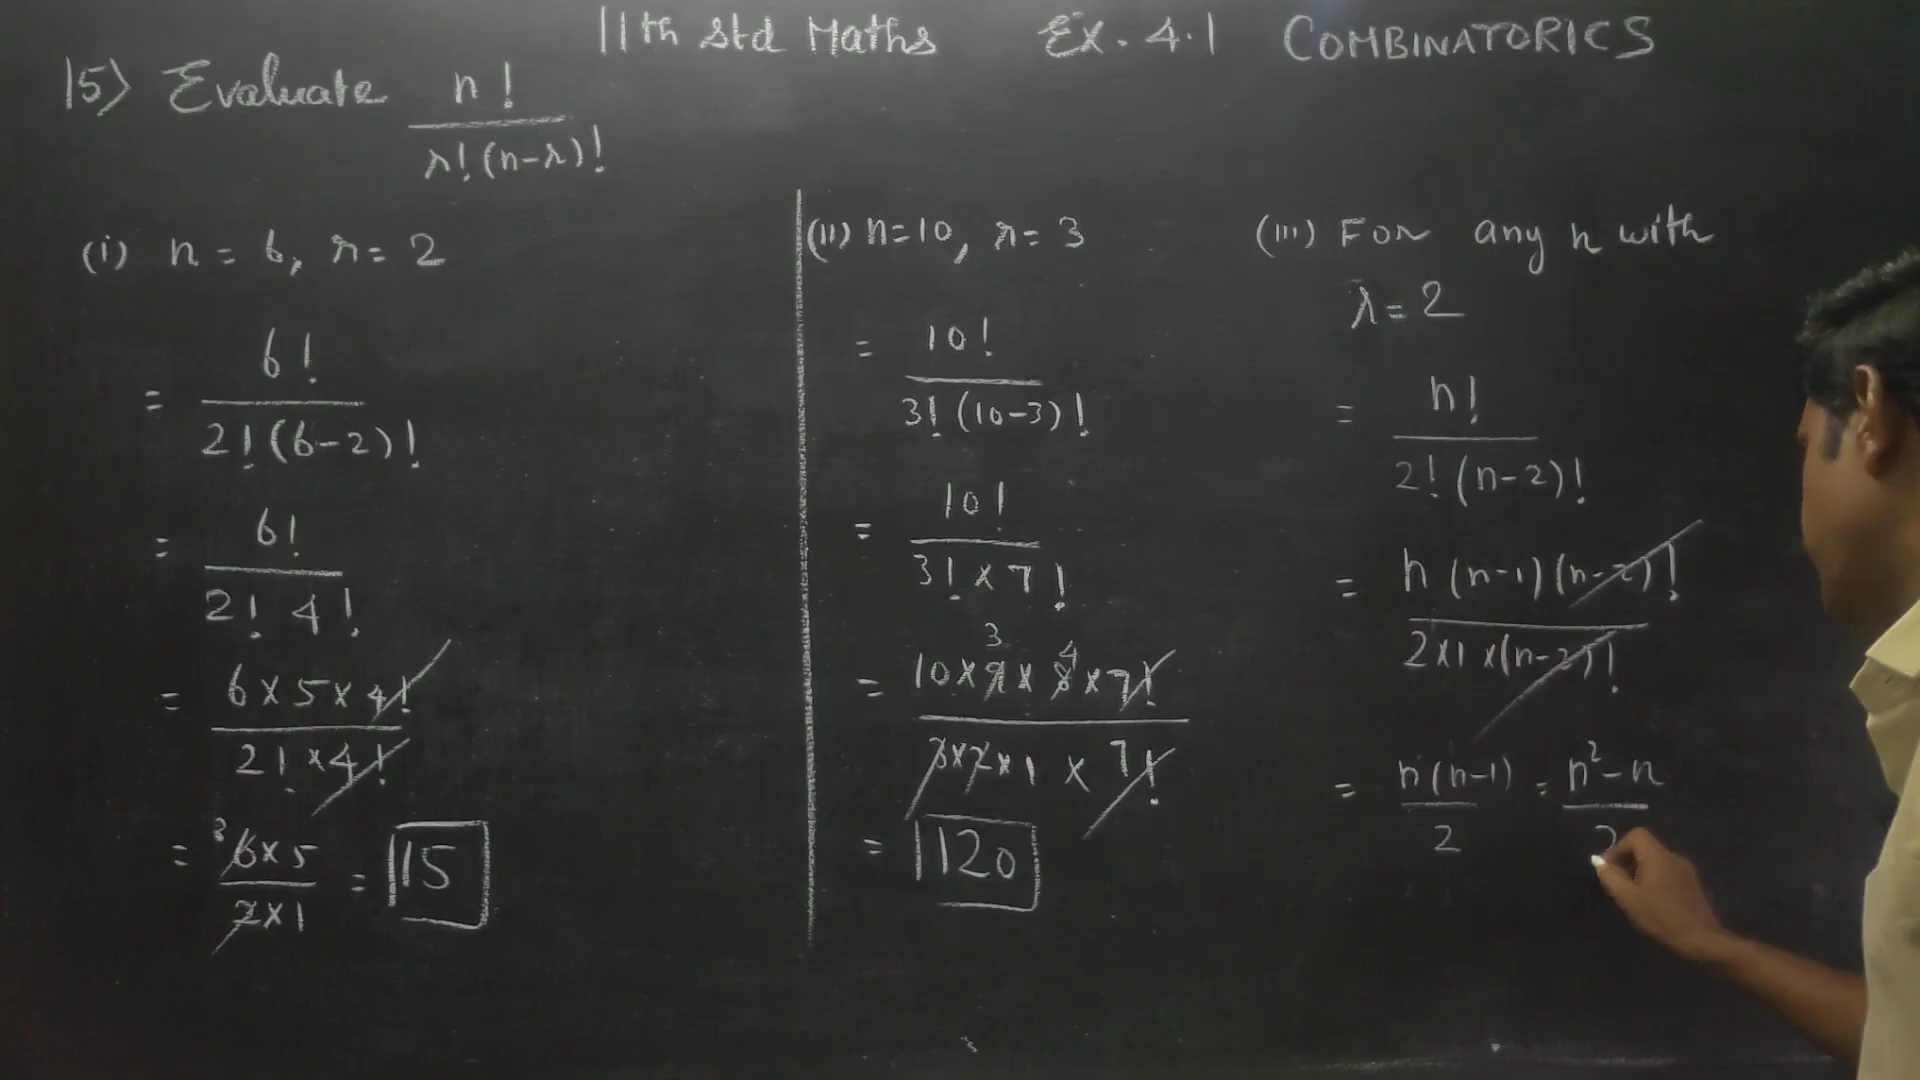 11th Std Maths Ex. 4.1 COMBINATORICS
15) Evaluate n!
r!(n-r)!
(i) n = 6, r = 2
= 6!
2!(6-2)!
= 6!
2! 4!
= 6 x 5 x 4!
2! x 4!
= 3 6 x 5
2 x 1
= 15
(ii) n=10, r= 3
= 10!
3!(10-3)!
= 10!
3! x 7!
3 4
= 10 x 9 x 8 x 7!
3 x 2 x 1 x 7!
= 120
(iii) For any n with
r = 2
= n!
2!(n-2)!
= n (n-1) (n-2)!
2 x 1 x (n-2)!
= n(n-1) = n²-n
2 2